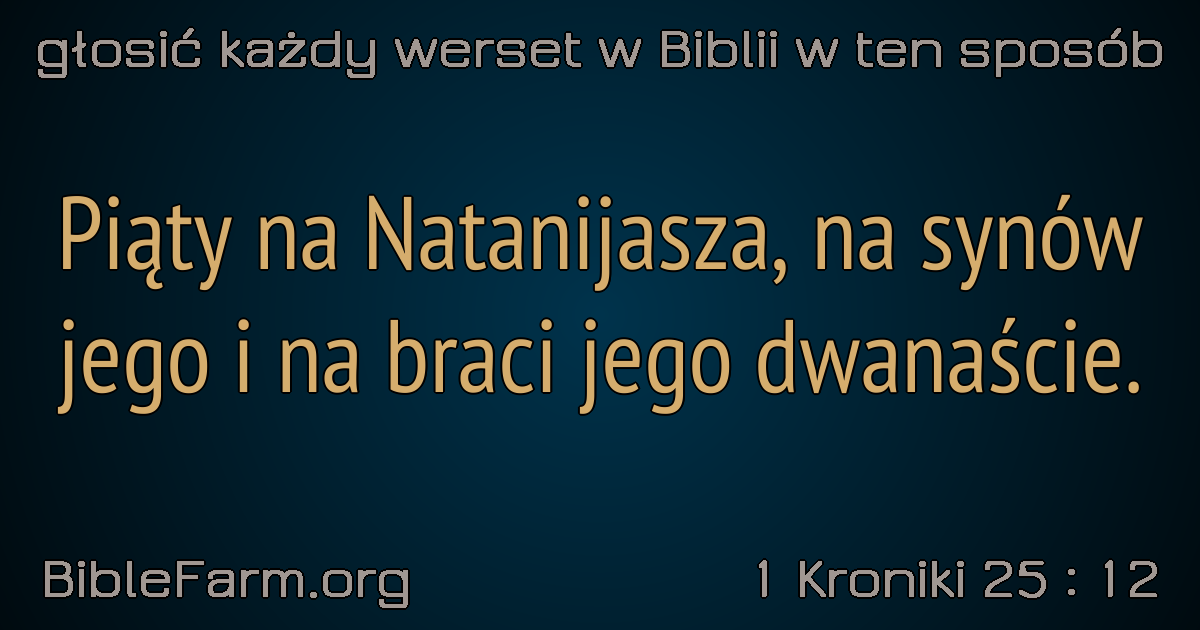 głosić każdy werset w Biblii w ten sposób
Piąty na Natanijasza, na synów
jego i na braci jego dwanaście.
BibleFarm.org
1 Kroniki 25 : 12